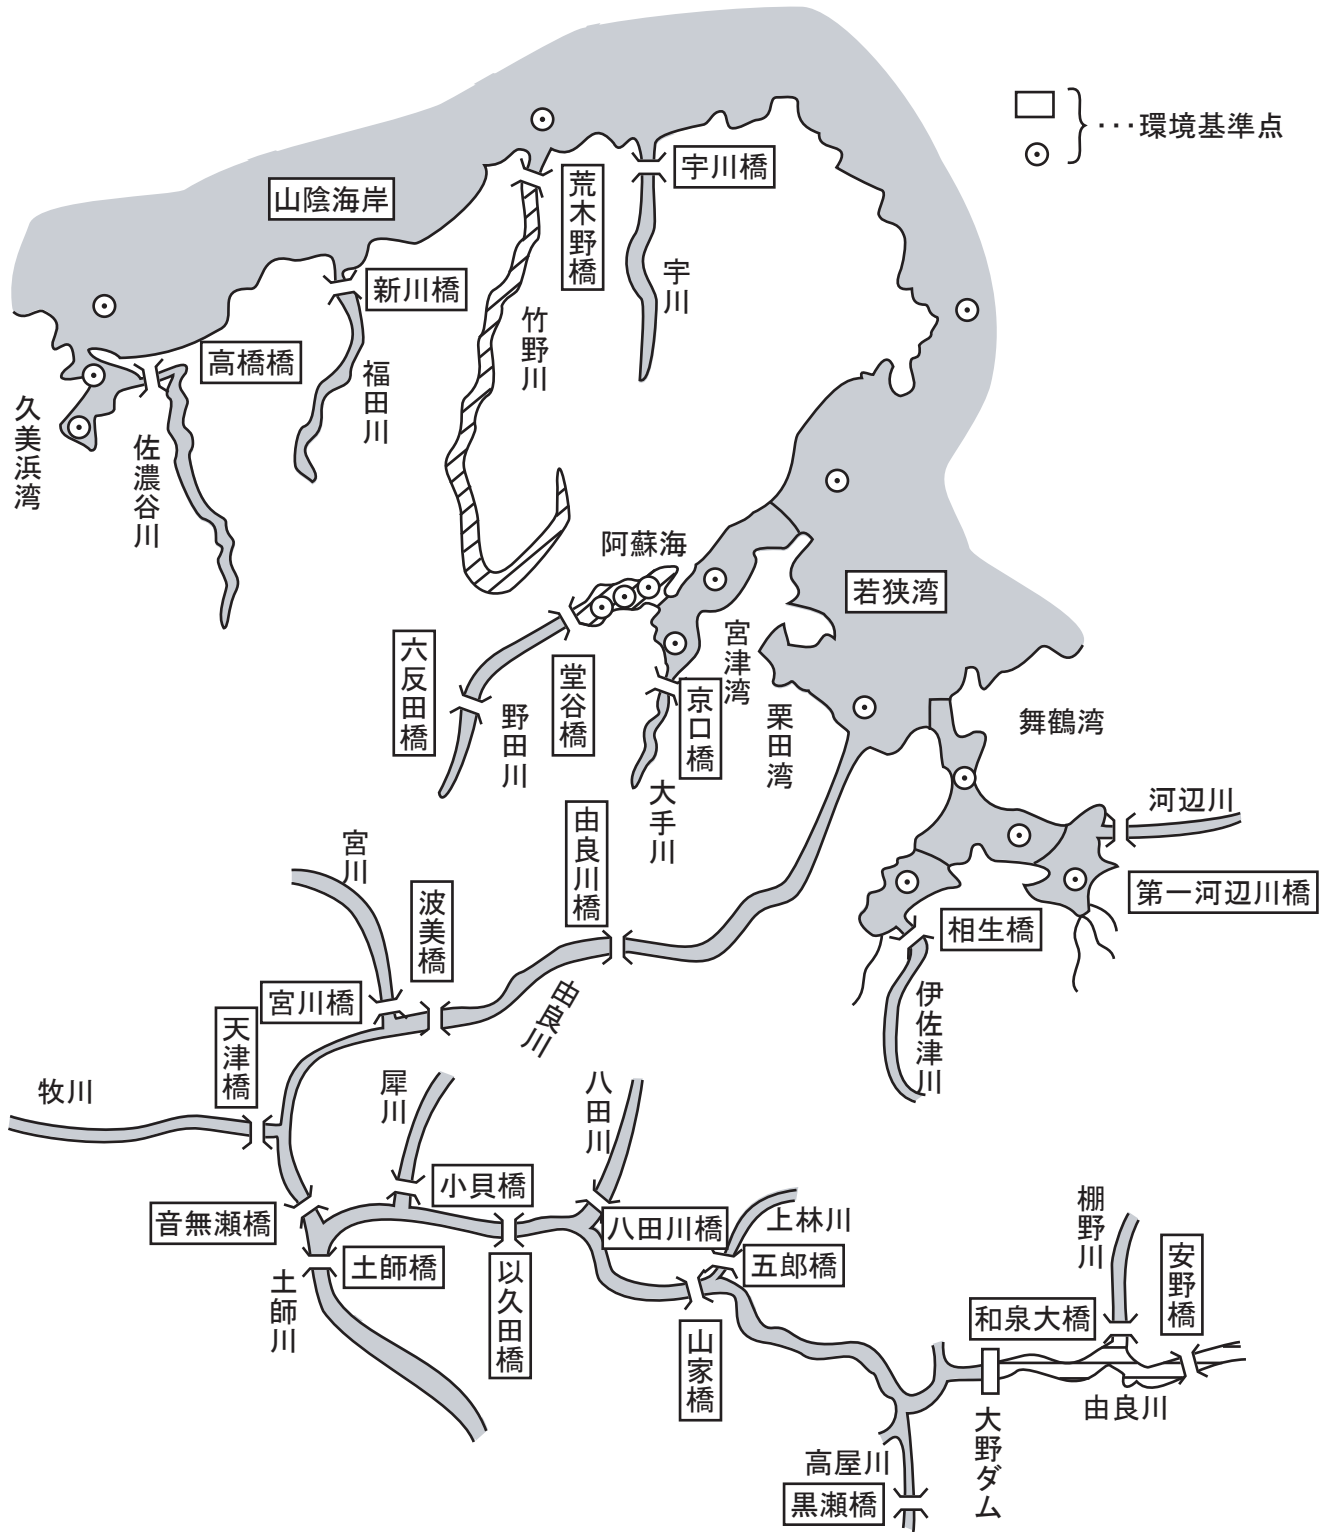 …環境基準点
山陰海岸
荒木野橋
宇川橋
宇川
新川橋
竹野川
高橋橋
福田川
久美浜湾
佐濃谷川
阿蘇海
若狭湾
六反田橋
堂谷橋
野田川
京口橋
宮津湾
栗田湾
大手川
舞鶴湾
河辺川
第一河辺川橋
相生橋
伊佐津川
由良川橋
由良川
宮川
波美橋
宮川橋
天津橋
牧川
犀川
八田川
小貝橋
音無瀬橋
八田川橋
上林川
五郎橋
土師橋
土師川
以久田橋
山家橋
棚野川
安野橋
和泉大橋
由良川
大野ダム
高屋川
黒瀬橋